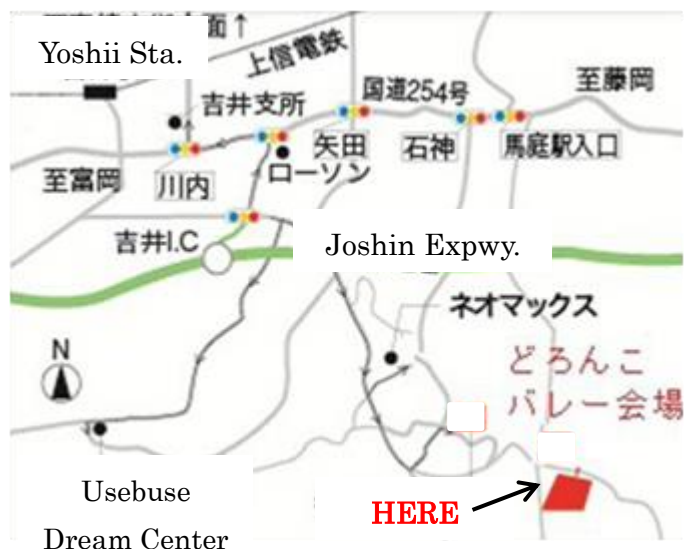 Yoshii Sta.
上信電鉄
国道254号
至藤岡
吉井支所
矢田
石神
馬庭駅入口
至富岡
川内
ローソン
吉井I.C
Joshin Expwy.
ネオマックス
N
どろんこ
バレー会場
Usebuse
Dream Center
HERE